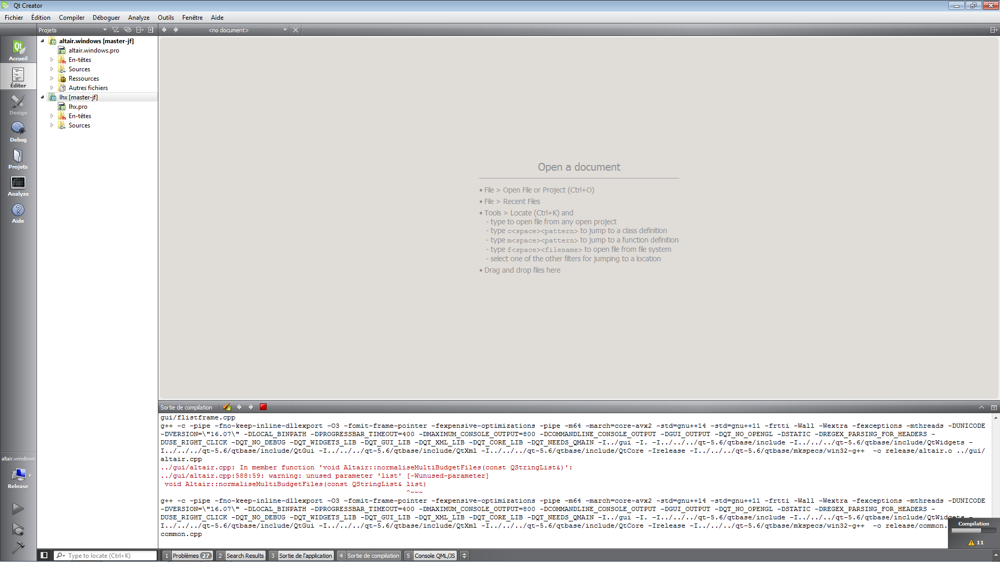 Qt Creator
Fichier Édition Compiler Déboguer Analyze Outils Fenêtre Aide
Projets <no document>
altair.windows [master-jf]
altair.windows.pro
En-têtes
Sources
Ressources
Autres fichiers
lhx [master-jf]
lhx.pro
En-têtes
Sources
Accueil
Éditer
Design
Debug
Projets
Analyze
Aide
altair.windows
Release
Open a document
• File > Open File or Project (Ctrl+O)
• File > Recent Files
• Tools > Locate (Ctrl+K) and
- type to open file from any open project
- type c<space><pattern> to jump to a class definition
- type m<space><pattern> to jump to a function definition
- type f<space><filename> to open file from file system
- select one of the other filters for jumping to a location
• Drag and drop files here
Sortie de compilation
gui/flistframe.cpp
g++ -c -pipe -fno-keep-inline-dllexport -O3 -fomit-frame-pointer -fexpensive-optimizations -pipe -m64 -march=core-avx2 -std=gnu++14 -std=gnu++11 -frtti -Wall -Wextra -fexceptions -mthreads -DUNICODE
-DVERSION=\"16.07\" -DLOCAL_BINPATH -DPROGRESSBAR_TIMEOUT=400 -DMAXIMUM_CONSOLE_OUTPUT=800 -DCOMMANDLINE_CONSOLE_OUTPUT -DGUI_OUTPUT -DQT_NO_OPENGL -DSTATIC -DREGEX_PARSING_FOR_HEADERS -
DUSE_RIGHT_CLICK -DQT_NO_DEBUG -DQT_WIDGETS_LIB -DQT_GUI_LIB -DQT_XML_LIB -DQT_CORE_LIB -DQT_NEEDS_QMAIN -I../gui -I. -I../../../qt-5.6/qtbase/include -I../../../qt-5.6/qtbase/include/QtWidgets -
I../../../qt-5.6/qtbase/include/QtGui -I../../../qt-5.6/qtbase/include/QtXml -I../../../qt-5.6/qtbase/include/QtCore -Irelease -I../../../qt-5.6/qtbase/mkspecs/win32-g++ -o release/altair.o ../gui/
altair.cpp
../gui/altair.cpp: In member function 'void Altair::normaliseMultiBudgetFiles(const QStringList&)':
../gui/altair.cpp:588:59: warning: unused parameter 'list' [-Wunused-parameter]
void Altair::normaliseMultiBudgetFiles(const QStringList& list)
^~~~
g++ -c -pipe -fno-keep-inline-dllexport -O3 -fomit-frame-pointer -fexpensive-optimizations -pipe -m64 -march=core-avx2 -std=gnu++14 -std=gnu++11 -frtti -Wall -Wextra -fexceptions -mthreads -DUNICODE
-DVERSION=\"16.07\" -DLOCAL_BINPATH -DPROGRESSBAR_TIMEOUT=400 -DMAXIMUM_CONSOLE_OUTPUT=800 -DCOMMANDLINE_CONSOLE_OUTPUT -DGUI_OUTPUT -DQT_NO_OPENGL -DSTATIC -DREGEX_PARSING_FOR_HEADERS -
DUSE_RIGHT_CLICK -DQT_NO_DEBUG -DQT_WIDGETS_LIB -DQT_GUI_LIB -DQT_XML_LIB -DQT_CORE_LIB -DQT_NEEDS_QMAIN -I../gui -I. -I../../../qt-5.6/qtbase/include -I../../../qt-5.6/qtbase/include/QtWidgets -
I../../../qt-5.6/qtbase/include/QtGui -I../../../qt-5.6/qtbase/include/QtXml -I../../../qt-5.6/qtbase/include/QtCore -Irelease -I../../../qt-5.6/qtbase/mkspecs/win32-g++ -o release/common.
common.cpp
Compilation
11
Type to locate (Ctrl+K) 1 Problèmes 27 2 Search Results 3 Sortie de l'application 4 Sortie de compilation 5 Console QML/JS